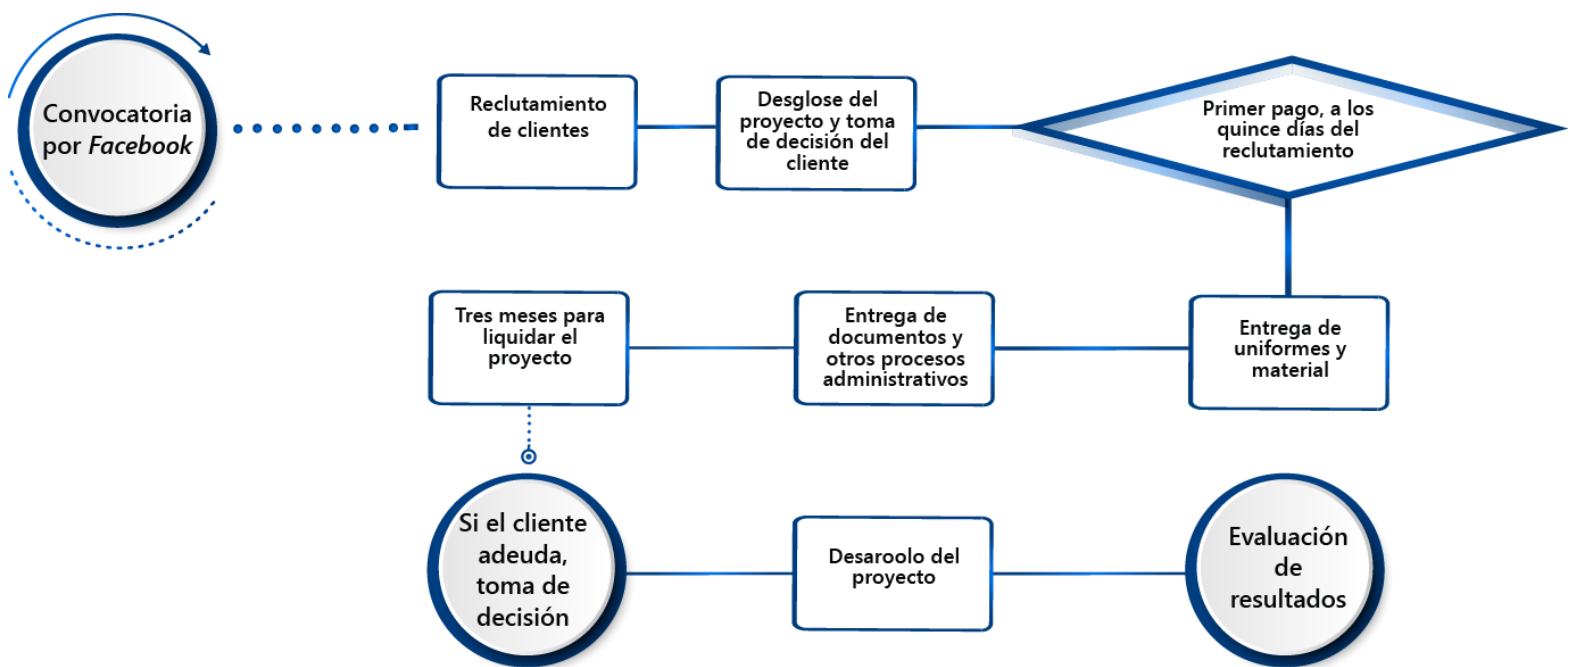 Convocatoria
por Facebook
Reclutamiento
de clientes
Desglose del
proyecto y toma
de decisión del
cliente
Primer pago, a los
quince días del
reclutamiento
Tres meses para
liquidar el
proyecto
Entrega de
documentos y
otros procesos
administrativos
Entrega de
uniformes y
material
Si el cliente
adeuda,
toma de
decisión
Desaroolo del
proyecto
Evaluación
de
resultados